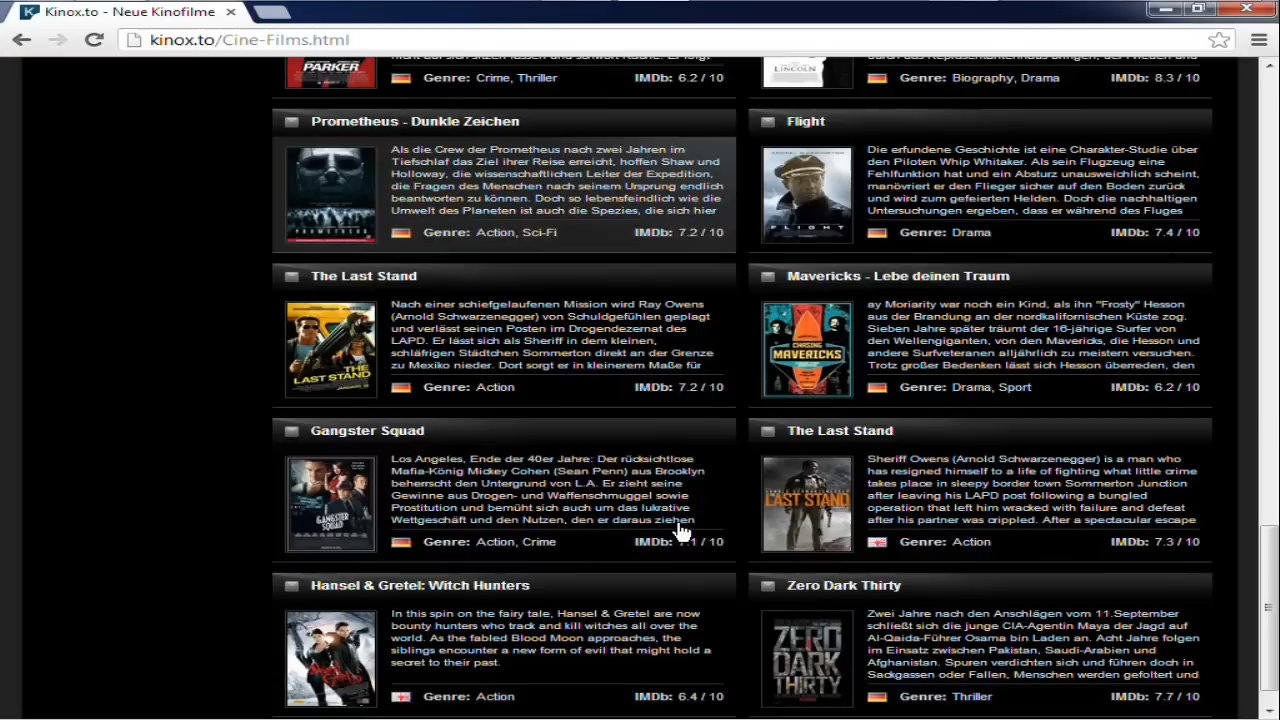 Kinox.to - Neue Kinofilme
kinox.to/Cine-Films.html
PARKER
Genre: Crime, Thriller IMDb: 6.2 / 10
LINCOLN
Genre: Biography, Drama IMDb: 8.3 / 10
Prometheus - Dunkle Zeichen
Als die Crew der Prometheus nach zwei Jahren im
Tiefschlaf das Ziel ihrer Reise erreicht, hoffen Shaw und
Holloway, die wissenschaftlichen Leiter der Expedition,
die Fragen des Menschen nach seinem Ursprung endlich
beantworten zu können. Doch so lebensfeindlich wie die
Umwelt des Planeten ist auch die Spezies, die sich hier
PROMETHEUS
Genre: Action, Sci-Fi IMDb: 7.2 / 10
Flight
Die erfundene Geschichte ist eine Charakter-Studie über
den Piloten Whip Whitaker. Als sein Flugzeug eine
Fehlfunktion hat und ein Absturz unausweichlich scheint,
manövriert er den Flieger sicher auf den Boden zurück
und wird zum gefeierten Helden. Doch die nachhaltigen
Untersuchungen ergeben, dass er während des Fluges
FLIGHT
Genre: Drama IMDb: 7.4 / 10
The Last Stand
Nach einer schiefgelaufenen Mission wird Ray Owens
(Arnold Schwarzenegger) von Schuldgefühlen geplagt
und verlässt seinen Posten im Drogendezernat des
LAPD. Er lässt sich als Sheriff in dem kleinen,
schläfrigen Städtchen Sommerton direkt an der Grenze
zu Mexiko nieder. Dort sorgt er in kleinerem Maße für
THE
LAST STAND
Genre: Action IMDb: 7.2 / 10
Mavericks - Lebe deinen Traum
ay Moriarity war noch ein Kind, als ihn "Frosty" Hesson
aus der Brandung an der nordkalifornischen Küste zog.
Sieben Jahre später träumt der 16-jährige Surfer von
den Wellengiganten, von den Mavericks, die Hesson und
andere Surfveteranen alljährlich zu meistern versuchen.
Trotz großer Bedenken lässt sich Hesson überreden, den
CHASING
MAVERICKS
Genre: Drama, Sport IMDb: 6.2 / 10
Gangster Squad
Los Angeles, Ende der 40er Jahre: Der rücksichtlose
Mafia-König Mickey Cohen (Sean Penn) aus Brooklyn
beherrscht den Untergrund von L.A. Er zieht seine
Gewinne aus Drogen- und Waffenschmuggel sowie
Prostitution und bemüht sich auch um das lukrative
Wettgeschäft und den Nutzen, den er daraus ziehen
GANGSTER
SQUAD
Genre: Action, Crime IMDb: 7.1 / 10
The Last Stand
Sheriff Owens (Arnold Schwarzenegger) is a man who
has resigned himself to a life of fighting what little crime
takes place in sleepy border town Sommerton Junction
after leaving his LAPD post following a bungled
operation that left him wracked with failure and defeat
after his partner was crippled. After a spectacular escape
LAST STAND
Genre: Action IMDb: 7.3 / 10
Hansel & Gretel: Witch Hunters
In this spin on the fairy tale, Hansel & Gretel are now
bounty hunters who track and kill witches all over the
world. As the fabled Blood Moon approaches, the
siblings encounter a new form of evil that might hold a
secret to their past.
Genre: Action IMDb: 6.4 / 10
Zero Dark Thirty
Zwei Jahre nach den Anschlägen vom 11.September
schließt sich die junge CIA-Agentin Maya der Jagd auf
Al-Qaida-Führer Osama bin Laden an. Acht Jahre folgen
im Einsatz zwischen Pakistan, Saudi-Arabien und
Afghanistan. Spuren verdichten sich und führen doch in
Sackgassen oder Fallen, Menschen werden gefoltert und
ZERO
DARK
THIRTY
Genre: Thriller IMDb: 7.7 / 10